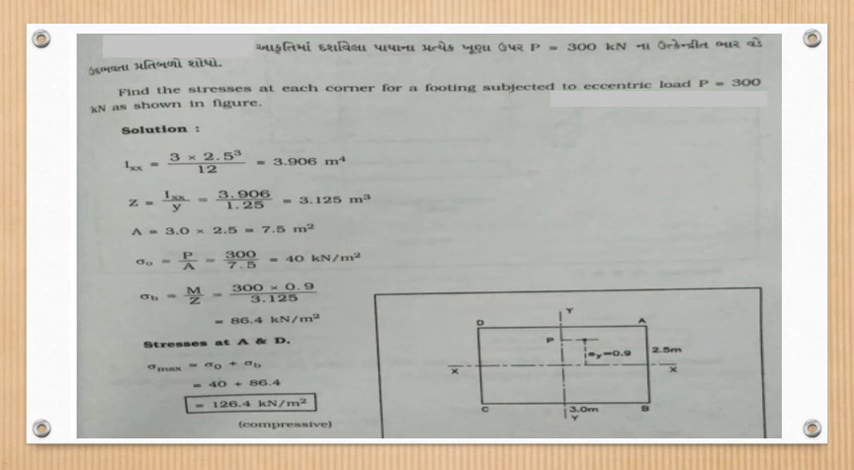 આકૃતિમાં દર્શાવેલા પાયાના પ્રત્યેક ખૂણા ઉપર P = 300 kN ના ઉત્કેન્દ્રીત ભાર વડે
ઉદ્દભવતા પ્રતિબળો શોધો.
Find the stresses at each corner for a footing subjected to eccentric load P = 300
kN as shown in figure.
Solution :
Ixx = 3 × 2.5³ / 12 = 3.906 m⁴
Z = Ixx / y = 3.906 / 1.25 = 3.125 m³
A = 3.0 × 2.5 = 7.5 m²
σo = P / A = 300 / 7.5 = 40 kN/m²
σb = M / Z = 300 × 0.9 / 3.125
= 86.4 kN/m²
Stresses at A & D.
σmax = σo + σb
= 40 + 86.4
= 126.4 kN/m²
(compressive)
Y
D A
P
ey=0.9 2.5m
X X
C 3.0m B
Y